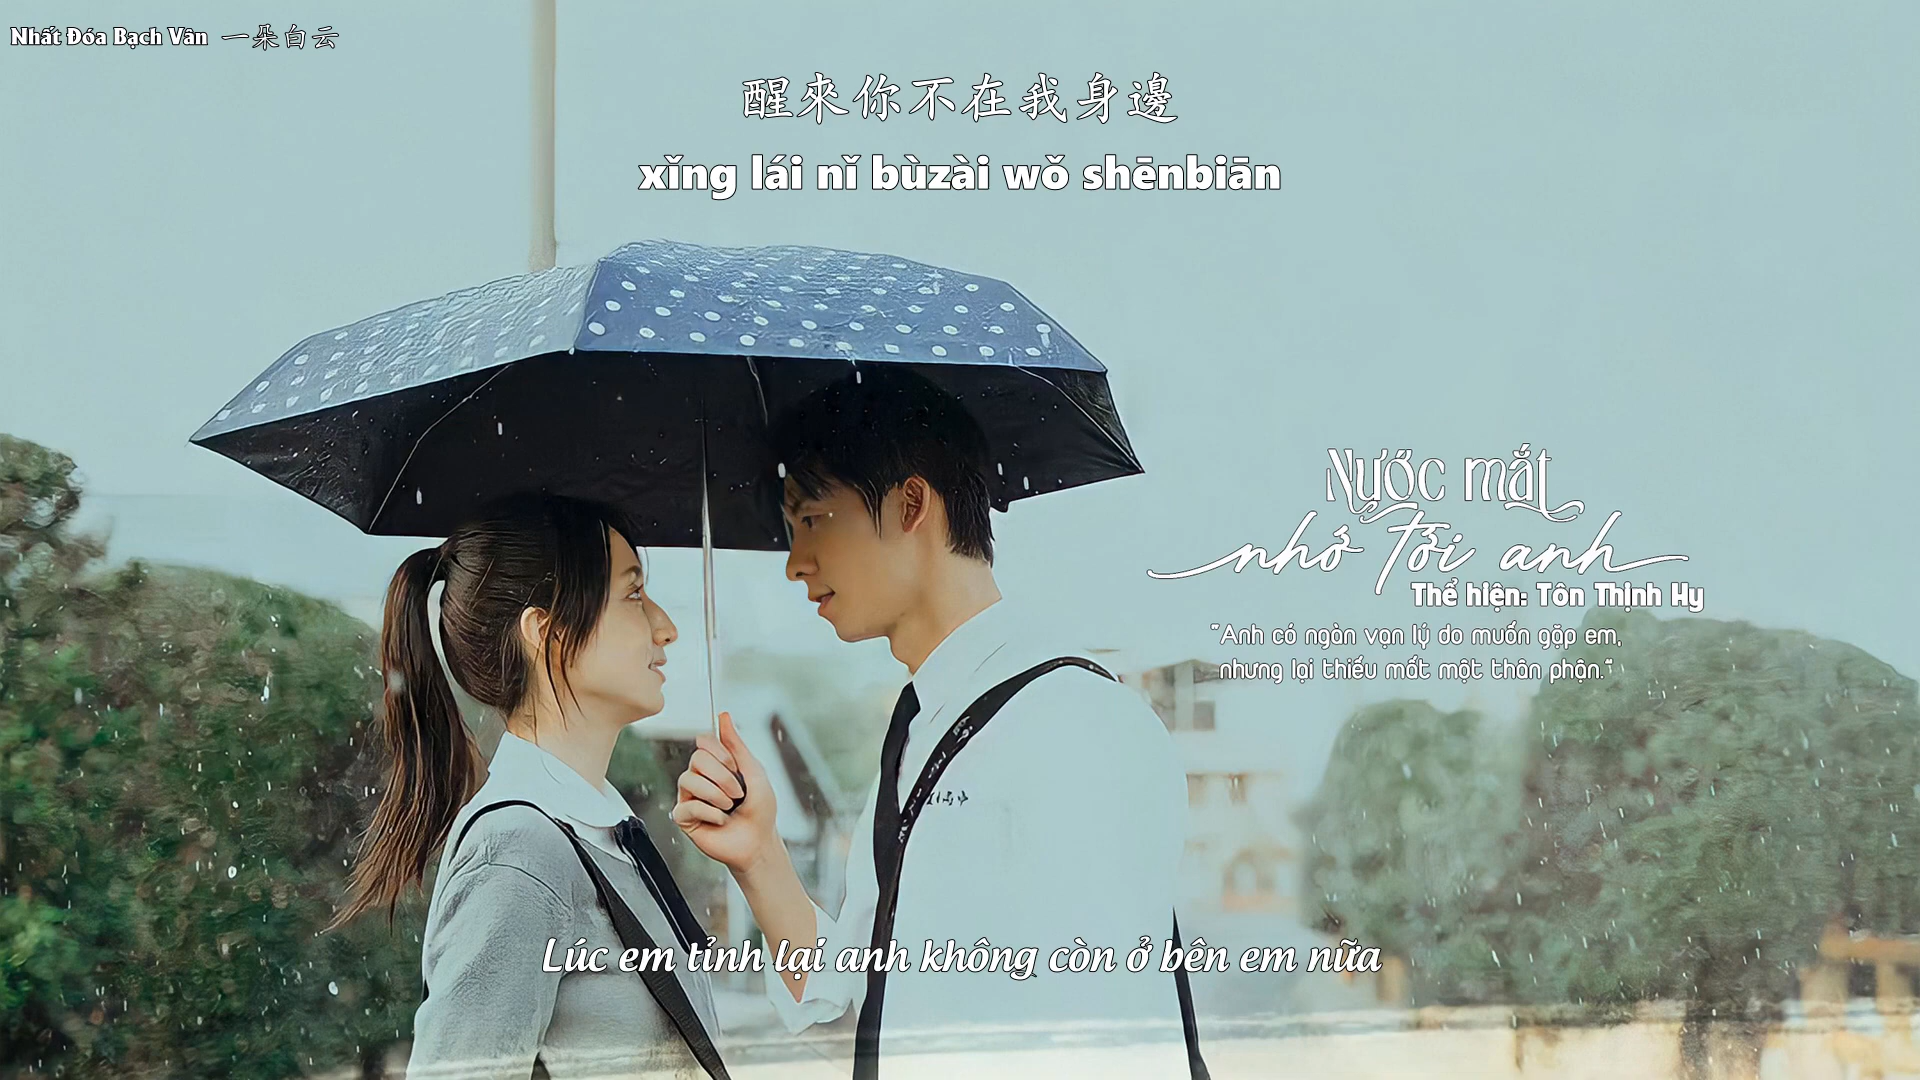 Nhất Đóa Bạch Vân 一朵白云
醒來你不在我身邊
xǐng lái nǐ bùzài wǒ shēnbiān
Nước mắt
nhớ tới anh
Thể hiện: Tôn Thịnh Hy
"Anh có ngàn vạn lý do muốn gặp em,
nhưng lại thiếu mất một thân phận."
Lúc em tỉnh lại anh không còn ở bên em nữa